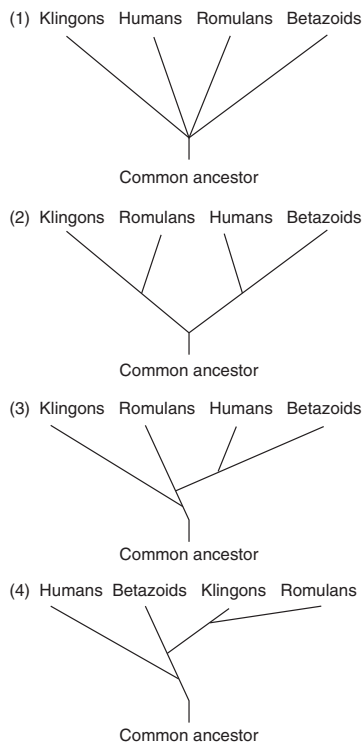 (1) Klingons Humans Romulans Betazoids
Common ancestor
(2) Klingons Romulans Humans Betazoids
Common ancestor
(3) Klingons Romulans Humans Betazoids
Common ancestor
(4) Humans Betazoids Klingons Romulans
Common ancestor